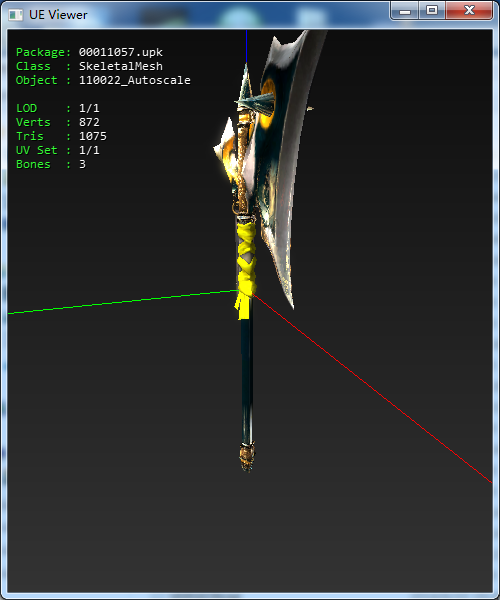 UE Viewer
Package: 00011057.upk
Class : SkeletalMesh
Object : 110022_Autoscale
LOD : 1/1
Verts : 872
Tris : 1075
UV Set : 1/1
Bones : 3